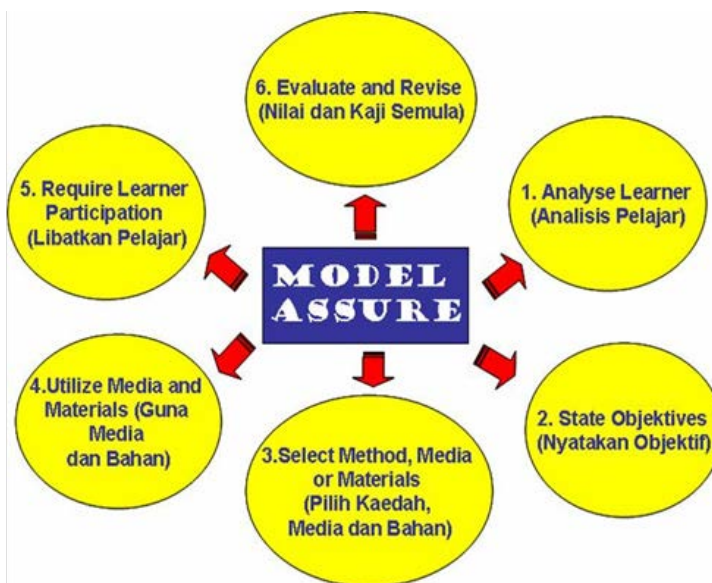 MODEL
ASSURE
1. Analyse Learner
(Analisis Pelajar)
2. State Objektives
(Nyatakan Objektif)
3.Select Method, Media
or Materials
(Pilih Kaedah,
Media dan Bahan)
4.Utilize Media and
Materials (Guna
Media
dan Bahan)
5. Require Learner
Participation
(Libatkan Pelajar)
6. Evaluate and Revise
(Nilai dan Kaji Semula)